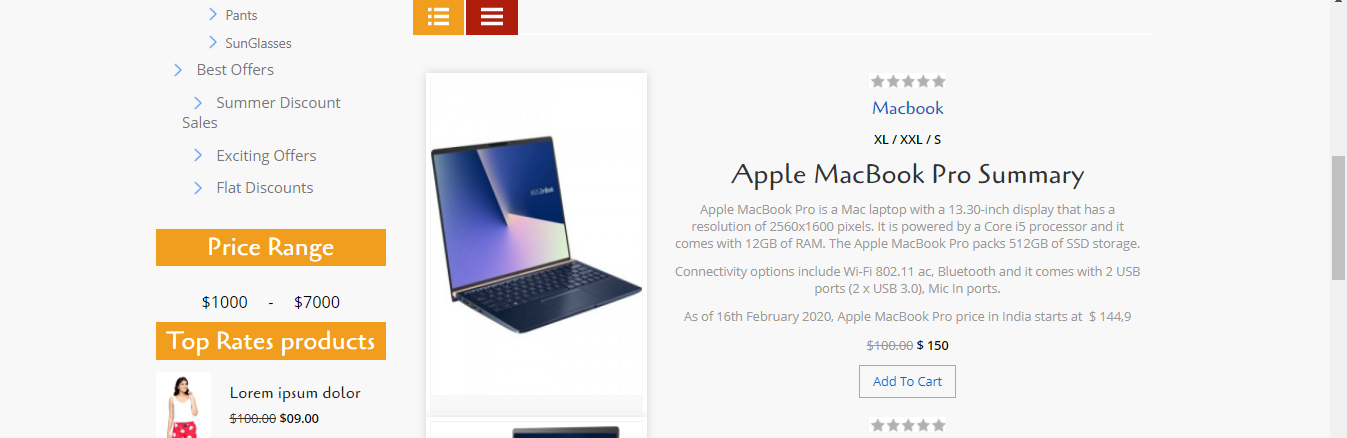 Pants
SunGlasses
Best Offers
Summer Discount
Sales
Exciting Offers
Flat Discounts
Price Range
$1000 - $7000
Top Rates products
Lorem ipsum dolor
$100.00 $09.00
Macbook
XL / XXL / S
Apple MacBook Pro Summary
Apple MacBook Pro is a Mac laptop with a 13.30-inch display that has a
resolution of 2560x1600 pixels. It is powered by a Core i5 processor and it
comes with 12GB of RAM. The Apple MacBook Pro packs 512GB of SSD storage.
Connectivity options include Wi-Fi 802.11 ac, Bluetooth and it comes with 2 USB
ports (2 x USB 3.0), Mic In ports.
As of 16th February 2020, Apple MacBook Pro price in India starts at $ 144,9
$100.00 $ 150
Add To Cart